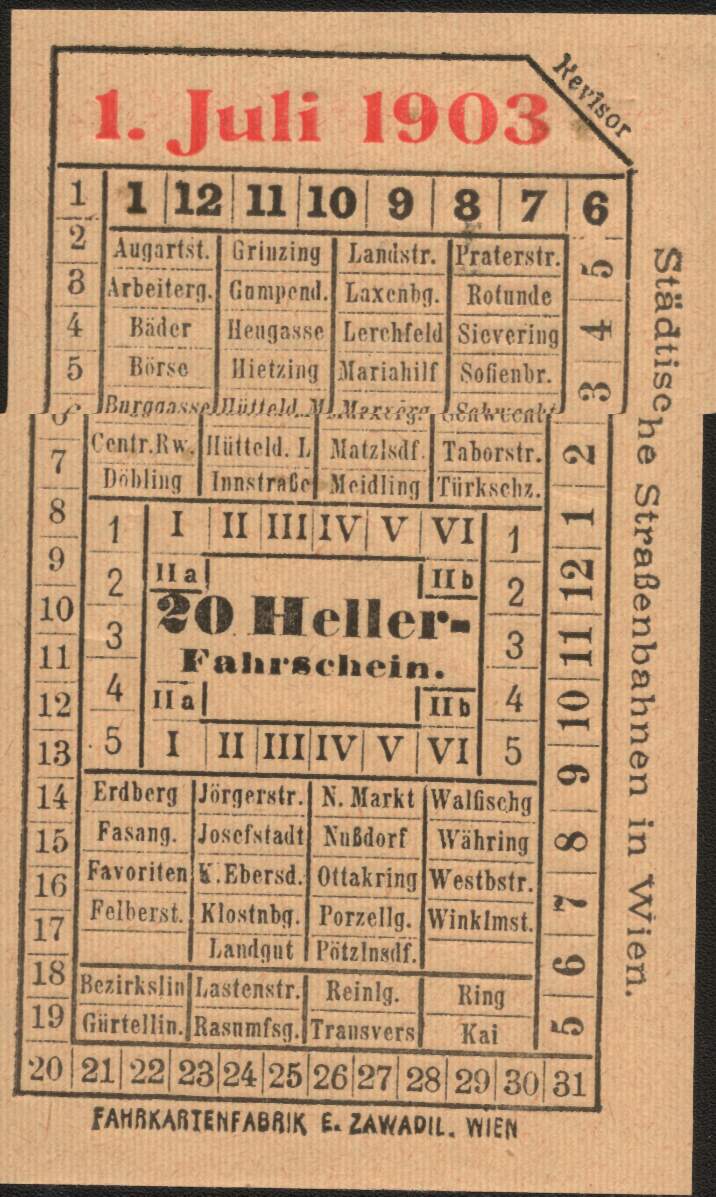 Revisor
1. Juli 1903
1 1 12 11 10 9 8 7 6
2 Augartst. Grinzing Landstr. Praterstr. 5
3 Arbeiterg. Gumpend. Laxenbg. Rotunde
4 Bäder Heugasse Lerchfeld Sievering 4
5 Börse Hietzing Mariahilf Sofienbr. 3
6 Burggasse Hütteld. M.
7 Centr.Rw. Hütteld. L Matzlsdf. Taborstr. 2
Döbling Innstraße Meidling Türkschz.
8 1 I II III IV V VI 1 1
9 2 IIa IIb 2 12
10 20 Heller-
11 3 Fahrschein. 3 11
12 4 IIa IIb 4 10
13 5 I II III IV V VI 5 9
14 Erdberg Jörgerstr. N. Markt Walfischg
15 Fasang. Josefstadt Nußdorf Währing 8
16 Favoriten K.Ebersd. Ottakring Westbstr. 7
17 Felberst. Klostnbg. Porzellg. Winklmst.
Landgut Pötzlnsdf. 6
18 Bezirkslin Lastenstr. Reinlg. Ring
19 Gürtellin. Rasumfsg. Transvers Kai 5
20 21 22 23 24 25 26 27 28 29 30 31
FAHRKARTENFABRIK E. ZAWADIL. WIEN
Städtische Straßenbahnen in Wien.